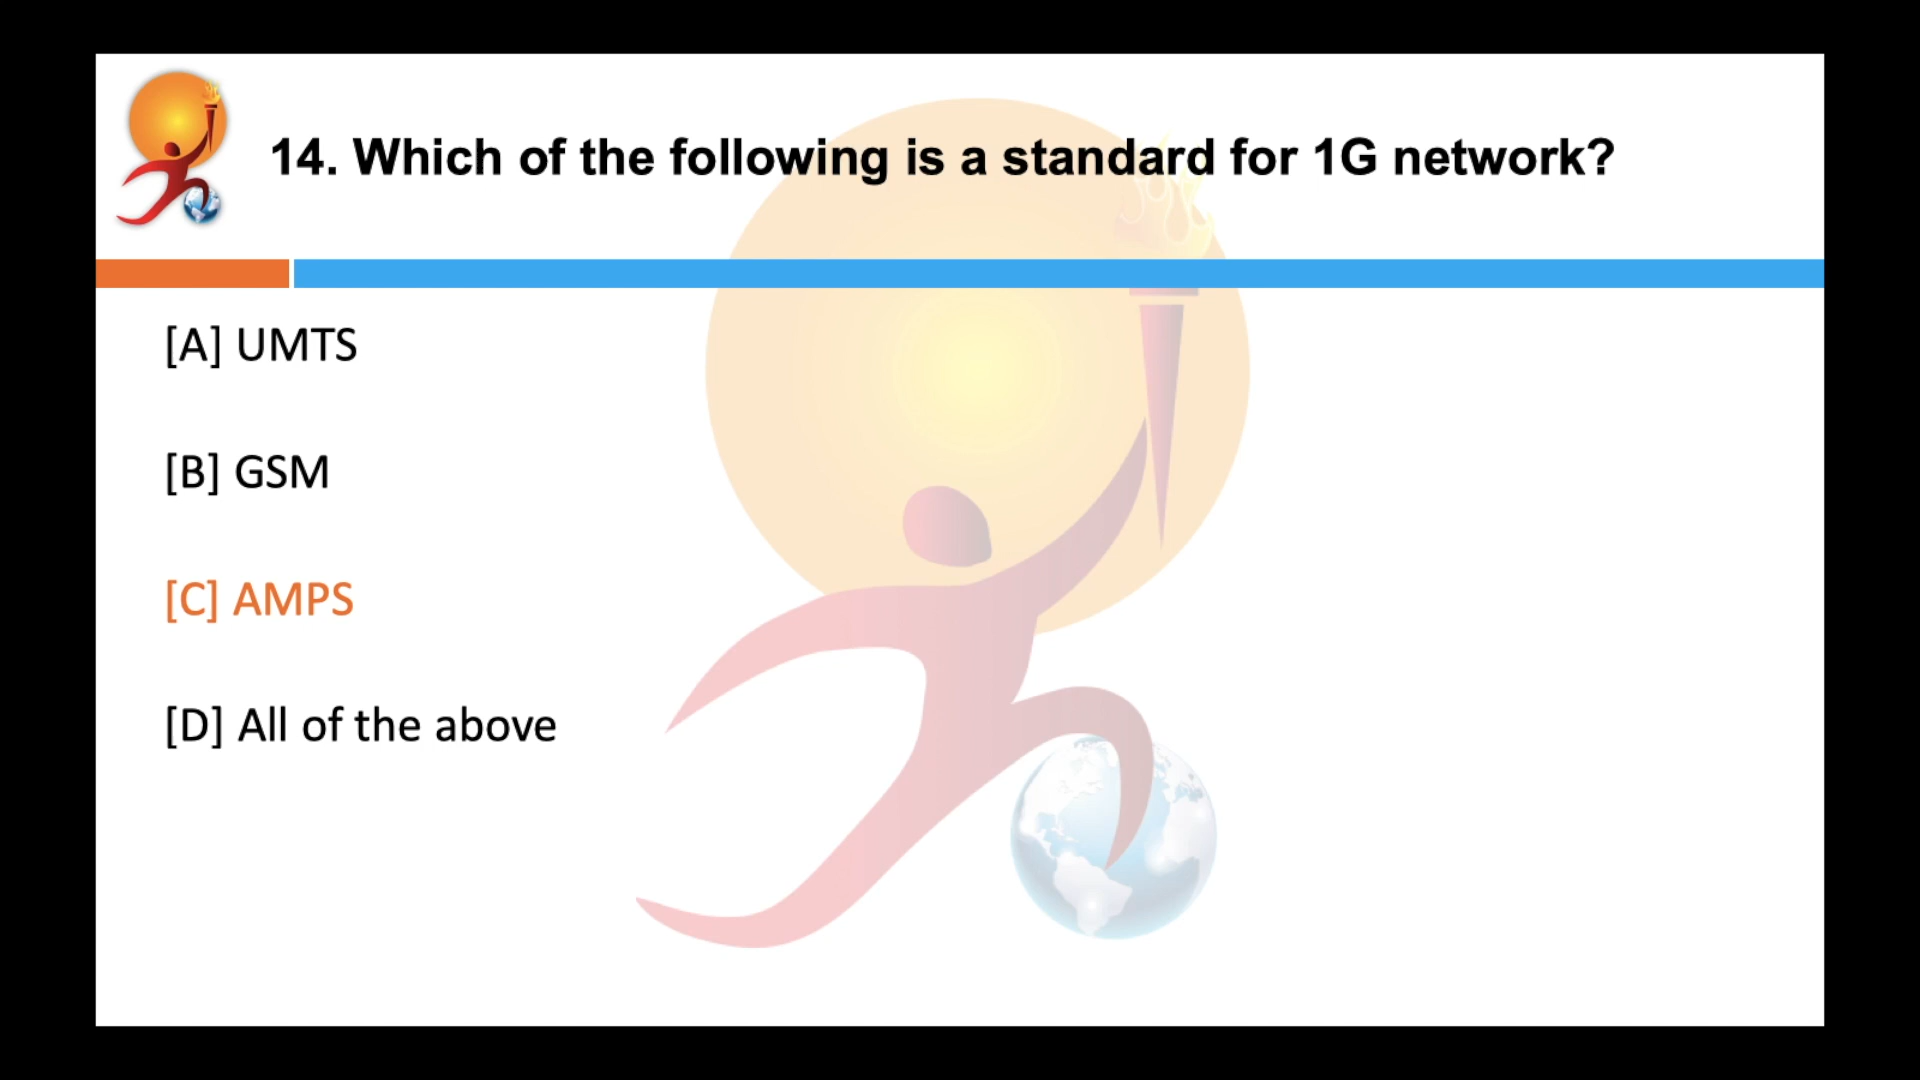 14. Which of the following is a standard for 1G network?
[A] UMTS
[B] GSM
[C] AMPS
[D] All of the above